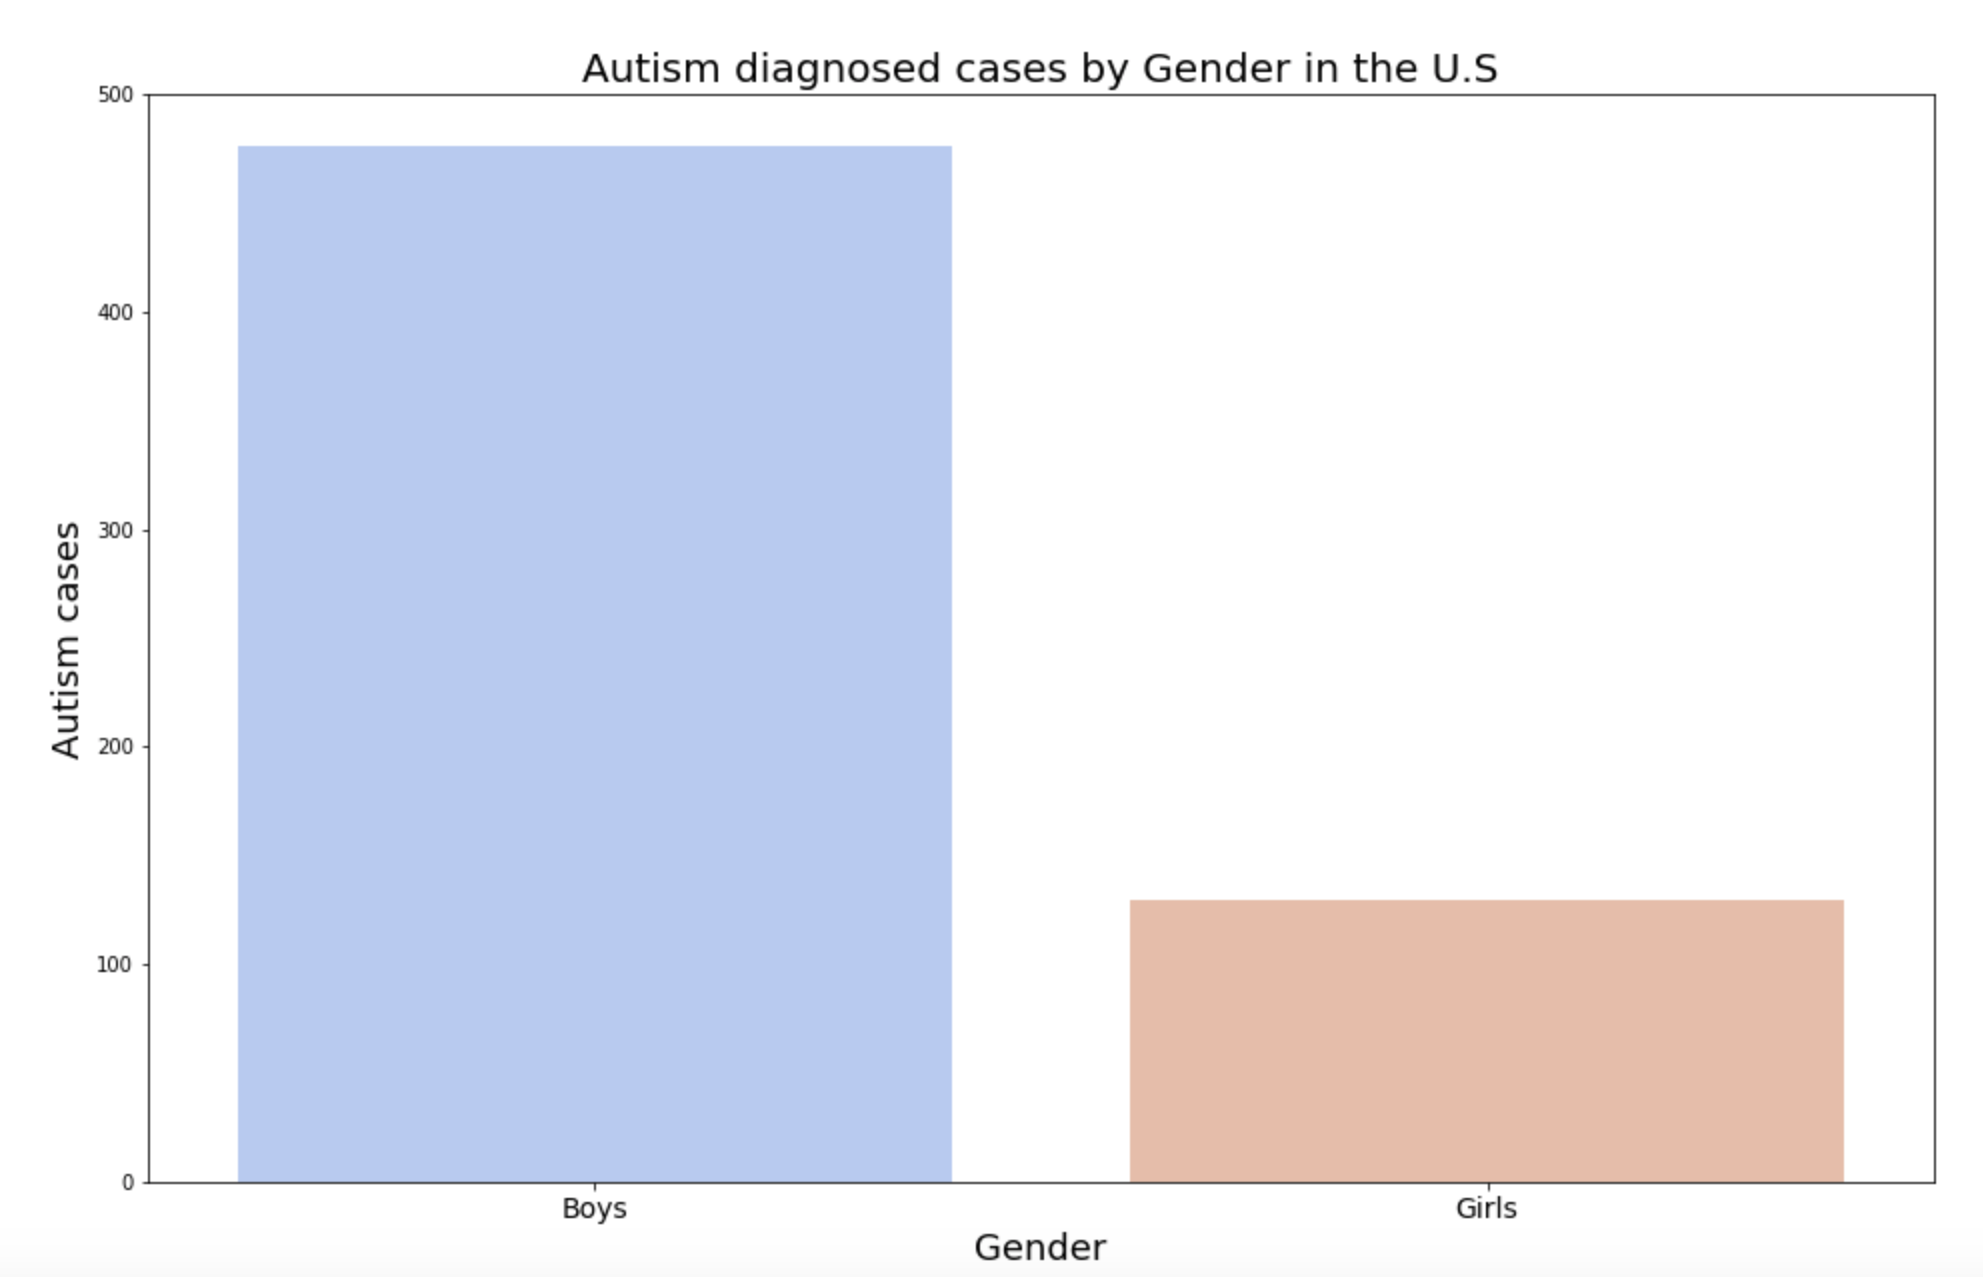 Autism diagnosed cases by Gender in the U.S
500
400
300
200
100
0
Autism cases
Boys
Girls
Gender